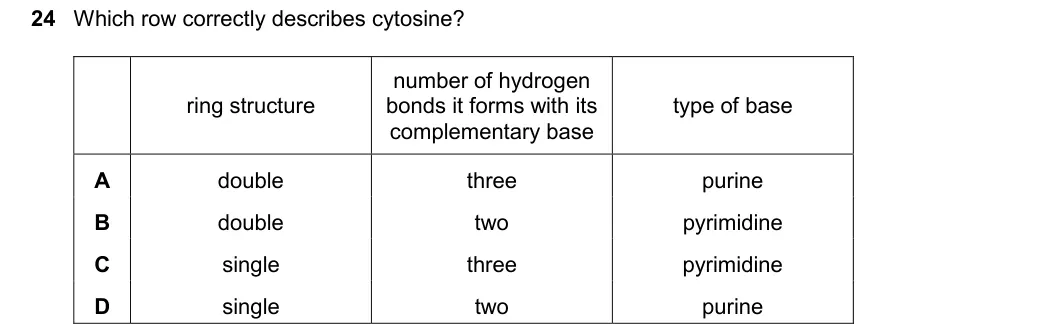 24 Which row correctly describes cytosine?
ring structure
number of hydrogen
bonds it forms with its
complementary base
type of base
A double three purine
B double two pyrimidine
C single three pyrimidine
D single two purine